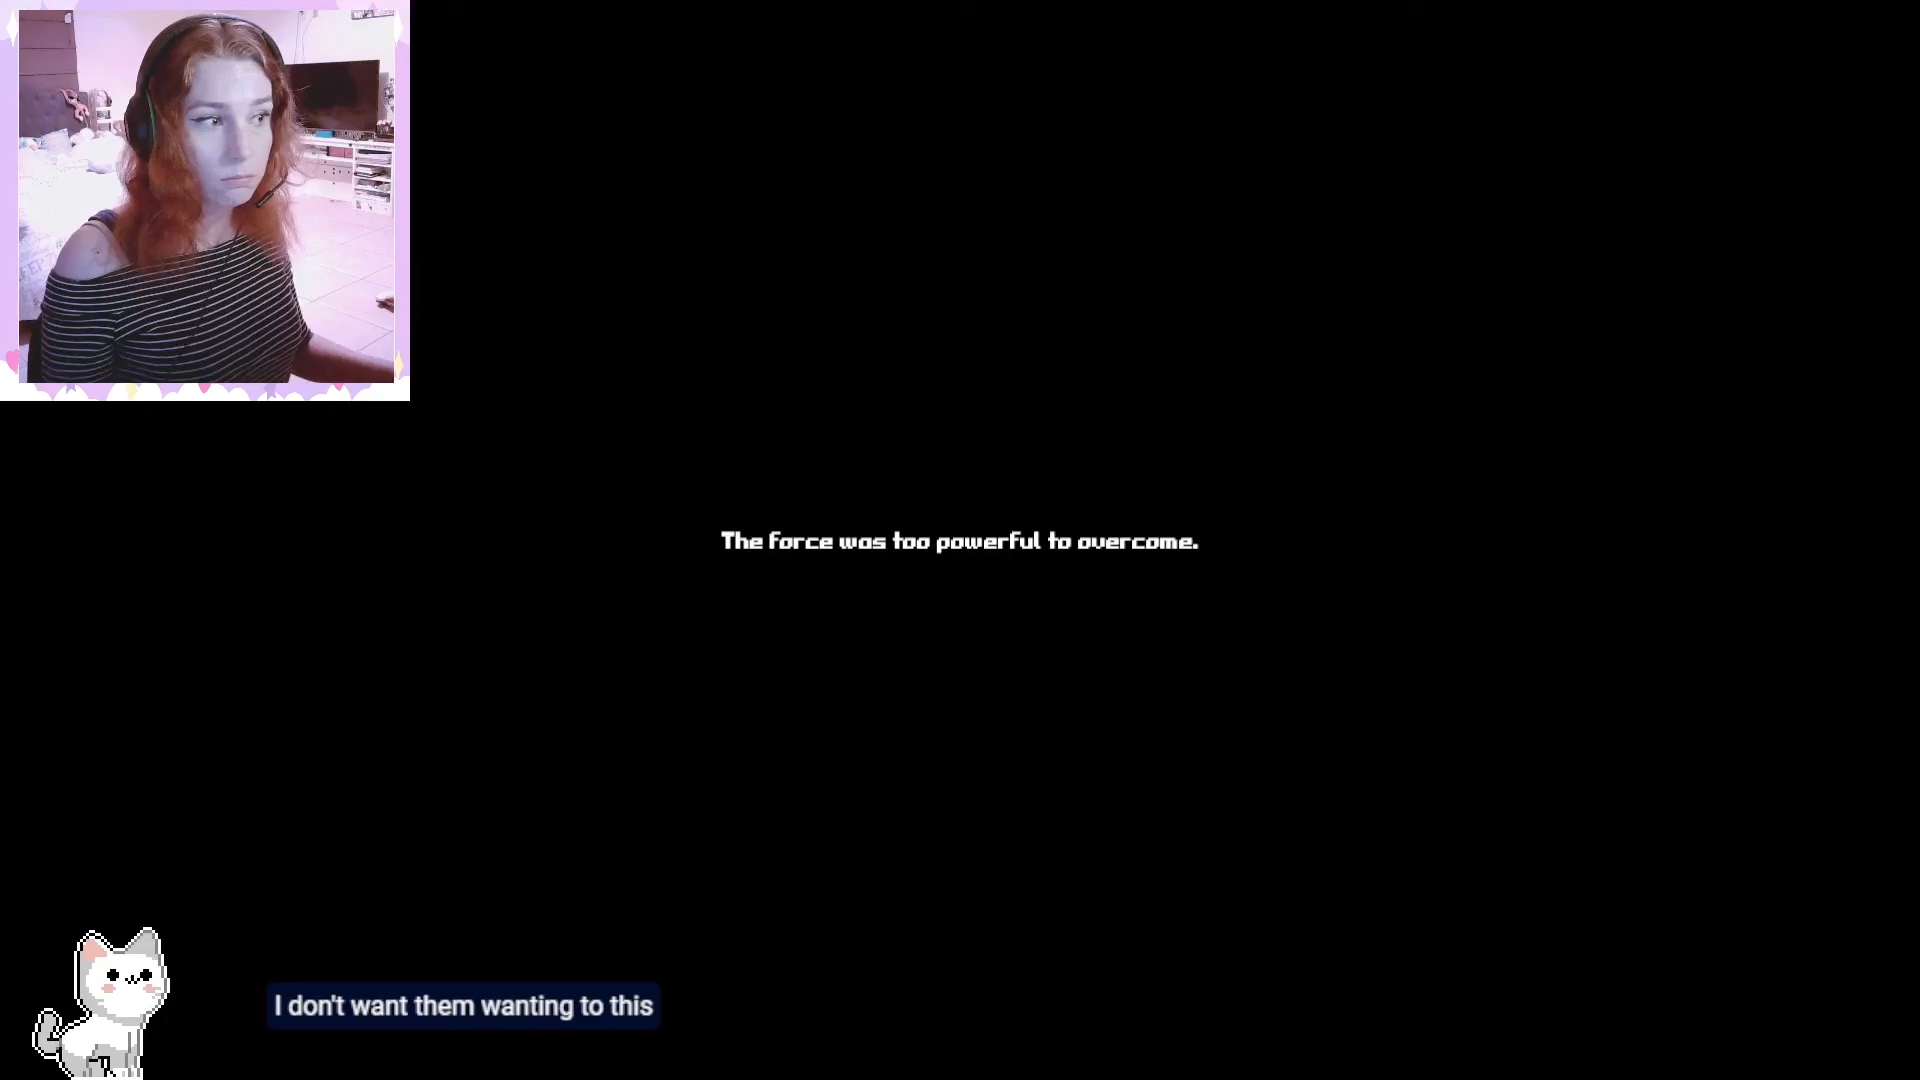 The force was too powerful to overcome.
I don't want them wanting to this